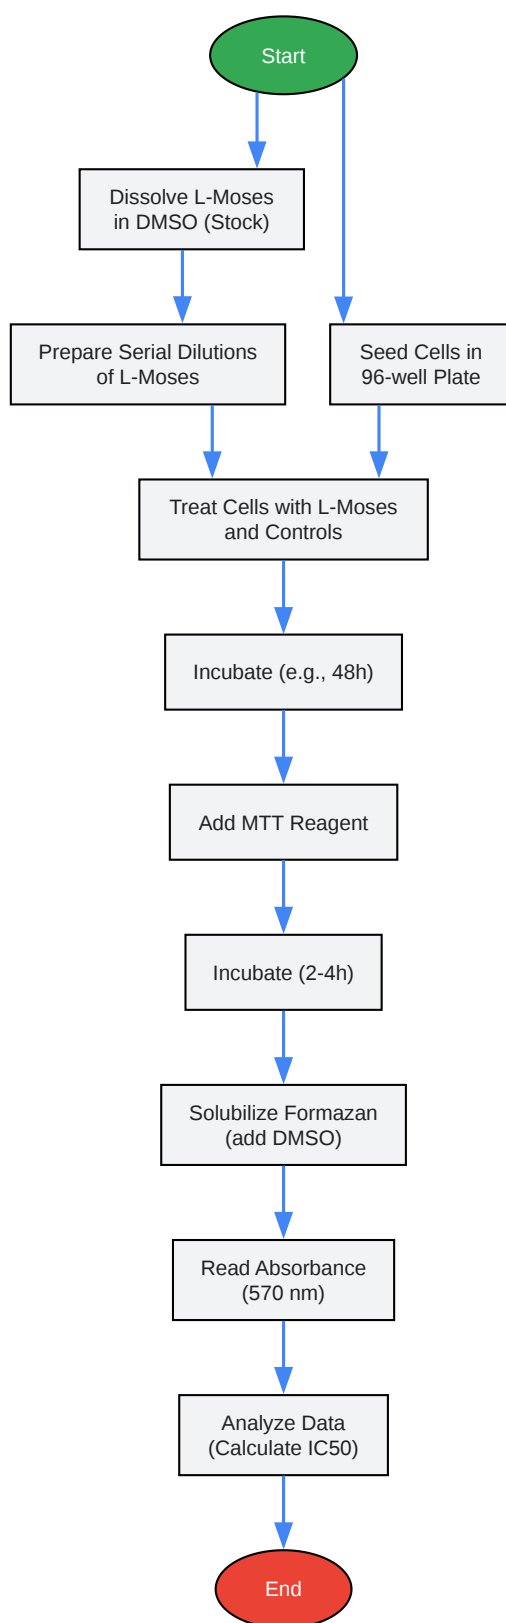 Start
Dissolve L-Moses
in DMSO (Stock)
Prepare Serial Dilutions
of L-Moses
Seed Cells in
96-well Plate
Treat Cells with L-Moses
and Controls
Incubate (e.g., 48h)
Add MTT Reagent
Incubate (2-4h)
Solubilize Formazan
(add DMSO)
Read Absorbance
(570 nm)
Analyze Data
(Calculate IC50)
End